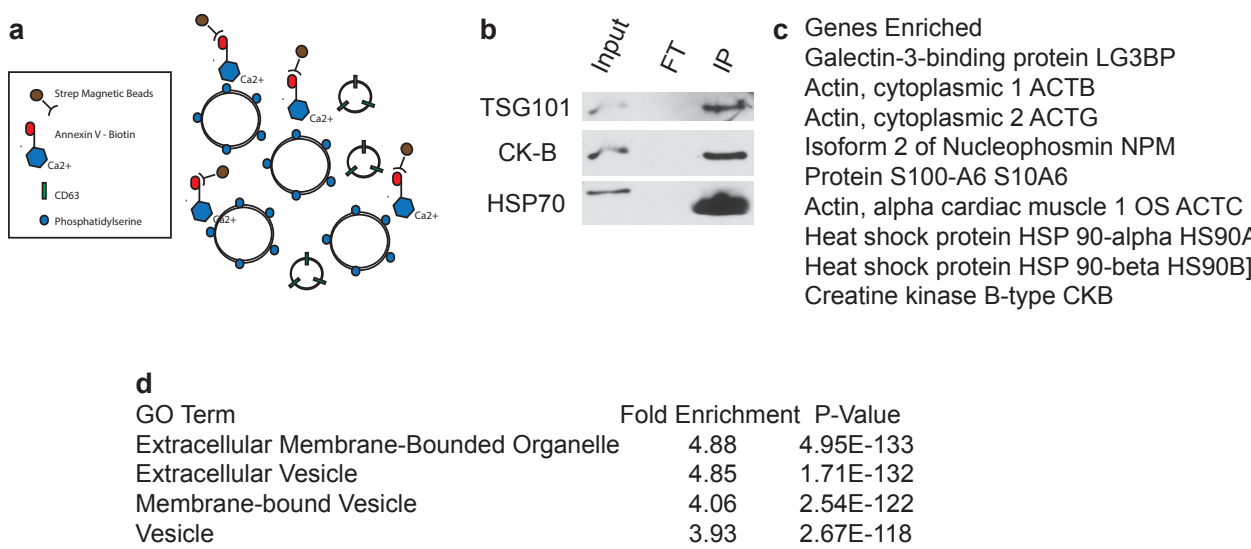 a
Strep Magnetic Beads
Annexin V - Biotin
Ca2+
CD63
Phosphatidylserine
Ca2+
Ca2+
Ca2+
Ca2+
b
Input FT IP
TSG101
CK-B
HSP70
c Genes Enriched
Galectin-3-binding protein LG3BP
Actin, cytoplasmic 1 ACTB
Actin, cytoplasmic 2 ACTG
Isoform 2 of Nucleophosmin NPM
Protein S100-A6 S10A6
Actin, alpha cardiac muscle 1 OS ACTC
Heat shock protein HSP 90-alpha HS90A
Heat shock protein HSP 90-beta HS90B]
Creatine kinase B-type CKB
d
GO Term Fold Enrichment P-Value
Extracellular Membrane-Bounded Organelle 4.88 4.95E-133
Extracellular Vesicle 4.85 1.71E-132
Membrane-bound Vesicle 4.06 2.54E-122
Vesicle 3.93 2.67E-118